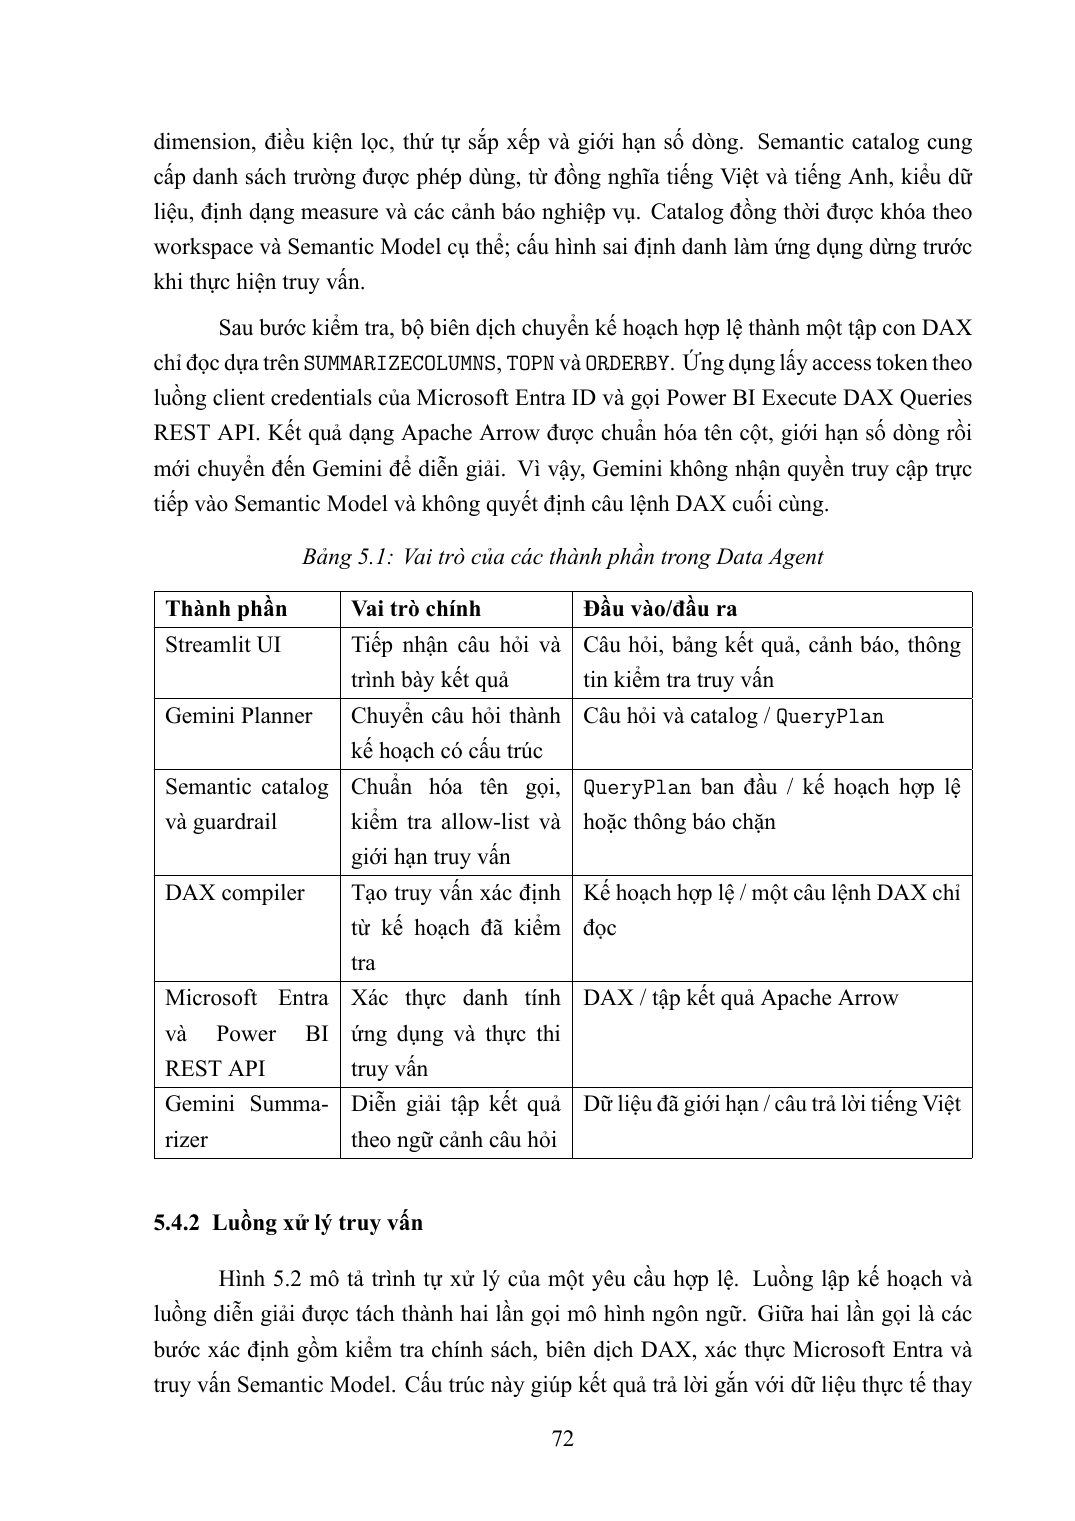 dimension, điều kiện lọc, thứ tự sắp xếp và giới hạn số dòng. Semantic catalog cung
cấp danh sách trường được phép dùng, từ đồng nghĩa tiếng Việt và tiếng Anh, kiểu dữ
liệu, định dạng measure và các cảnh báo nghiệp vụ. Catalog đồng thời được khóa theo
workspace và Semantic Model cụ thể; cấu hình sai định danh làm ứng dụng dừng trước
khi thực hiện truy vấn.
Sau bước kiểm tra, bộ biên dịch chuyển kế hoạch hợp lệ thành một tập con DAX
chỉ đọc dựa trên SUMMARIZECOLUMNS, TOPN và ORDERBY. Ứng dụng lấy access token theo
luồng client credentials của Microsoft Entra ID và gọi Power BI Execute DAX Queries
REST API. Kết quả dạng Apache Arrow được chuẩn hóa tên cột, giới hạn số dòng rồi
mới chuyển đến Gemini để diễn giải. Vì vậy, Gemini không nhận quyền truy cập trực
tiếp vào Semantic Model và không quyết định câu lệnh DAX cuối cùng.
Bảng 5.1: Vai trò của các thành phần trong Data Agent
Thành phần Vai trò chính Đầu vào/đầu ra
Streamlit UI Tiếp nhận câu hỏi và Câu hỏi, bảng kết quả, cảnh báo, thông
trình bày kết quả tin kiểm tra truy vấn
Gemini Planner Chuyển câu hỏi thành Câu hỏi và catalog / QueryPlan
kế hoạch có cấu trúc
Semantic catalog Chuẩn hóa tên gọi, QueryPlan ban đầu / kế hoạch hợp lệ
và guardrail kiểm tra allow-list và hoặc thông báo chặn
giới hạn truy vấn
DAX compiler Tạo truy vấn xác định Kế hoạch hợp lệ / một câu lệnh DAX chỉ
từ kế hoạch đã kiểm đọc
tra
Microsoft Entra Xác thực danh tính DAX / tập kết quả Apache Arrow
và Power BI ứng dụng và thực thi
REST API truy vấn
Gemini Summa- Diễn giải tập kết quả Dữ liệu đã giới hạn / câu trả lời tiếng Việt
rizer theo ngữ cảnh câu hỏi
5.4.2 Luồng xử lý truy vấn
Hình 5.2 mô tả trình tự xử lý của một yêu cầu hợp lệ. Luồng lập kế hoạch và
luồng diễn giải được tách thành hai lần gọi mô hình ngôn ngữ. Giữa hai lần gọi là các
bước xác định gồm kiểm tra chính sách, biên dịch DAX, xác thực Microsoft Entra và
truy vấn Semantic Model. Cấu trúc này giúp kết quả trả lời gắn với dữ liệu thực tế thay
72